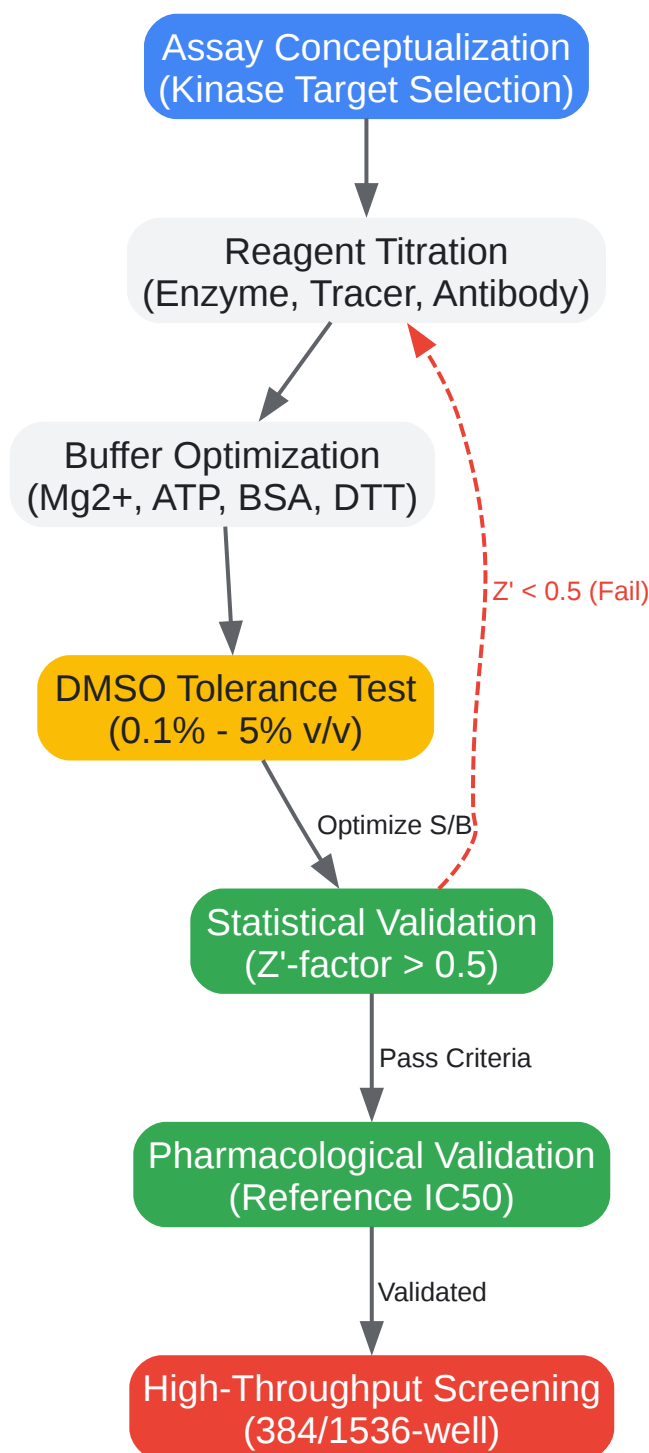 Assay Conceptualization
(Kinase Target Selection)
Reagent Titration
(Enzyme, Tracer, Antibody)
Buffer Optimization
(Mg2+, ATP, BSA, DTT)
Z' < 0.5 (Fail)
DMSO Tolerance Test
(0.1% - 5% v/v)
Optimize S/B
Statistical Validation
(Z'-factor > 0.5)
Pass Criteria
Pharmacological Validation
(Reference IC50)
Validated
High-Throughput Screening
(384/1536-well)